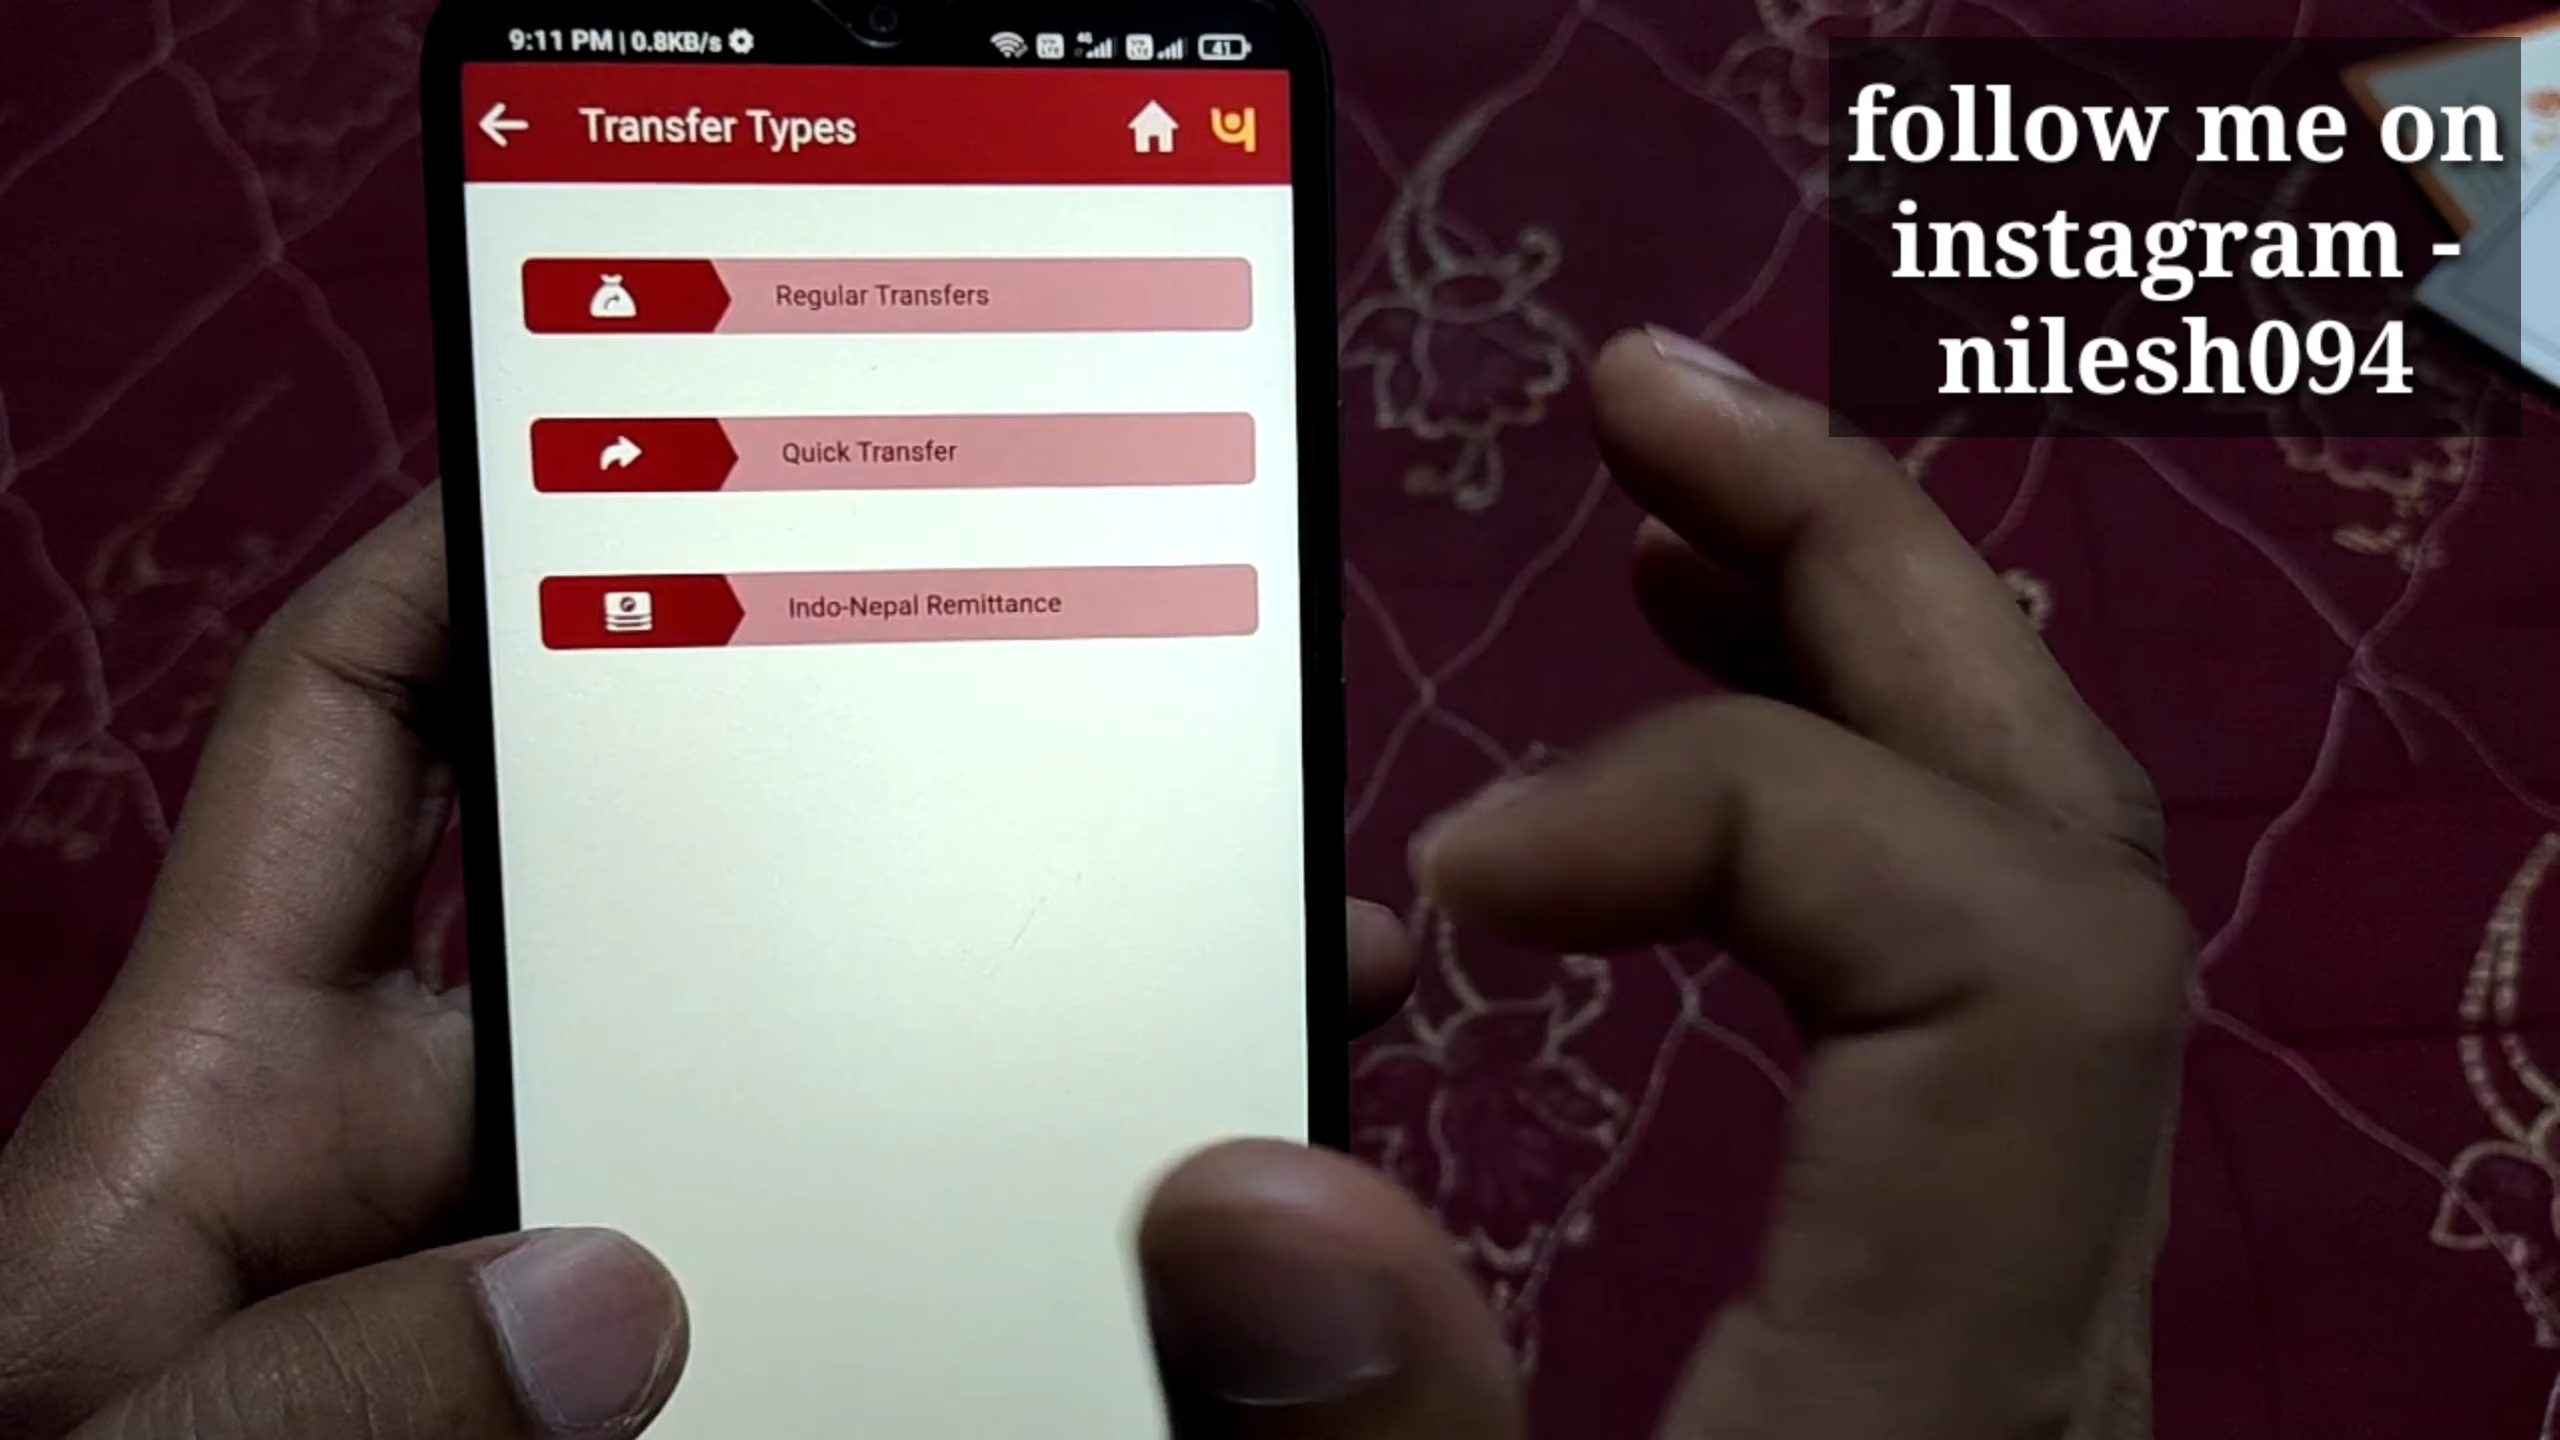 9:11 PM | 0.8KB/s
41
Transfer Types
Regular Transfers
Quick Transfer
Indo-Nepal Remittance
follow me on
instagram -
nilesh094